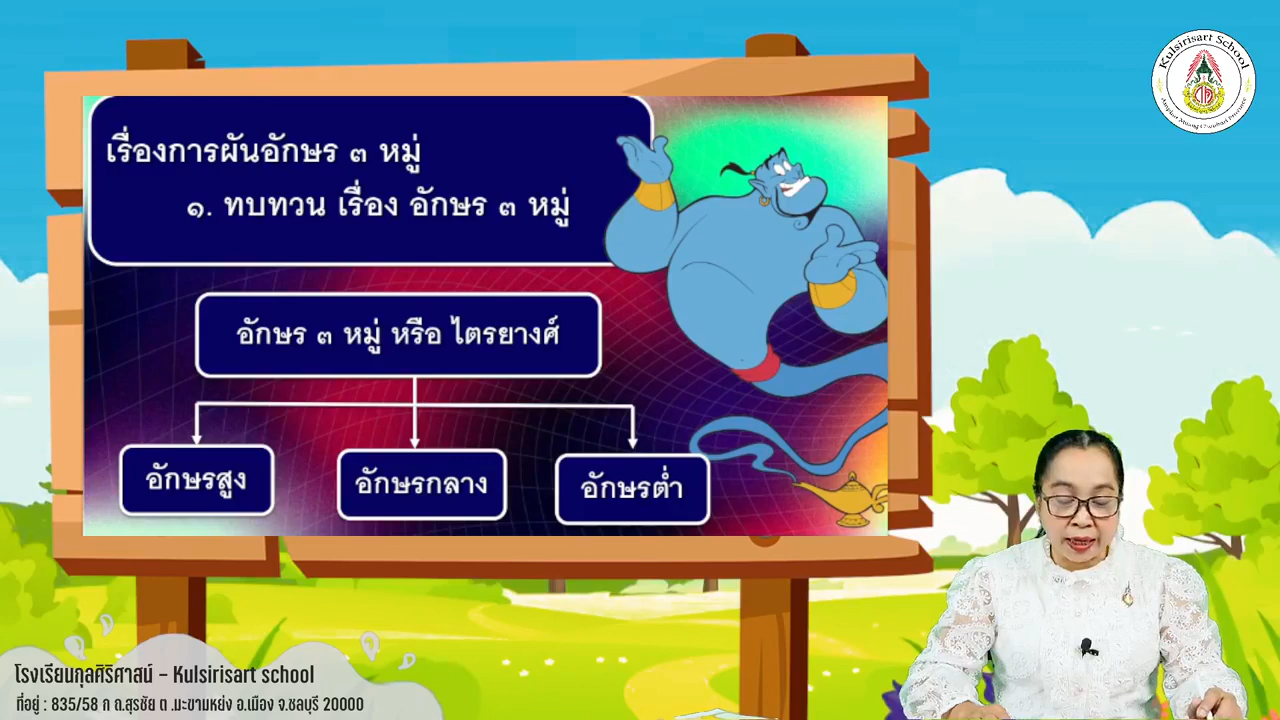 เรื่องการผันอักษร ๓ หมู่
๑. ทบทวน เรื่อง อักษร ๓ หมู่
อักษร ๓ หมู่ หรือ ไตรยางศ์
อักษรสูง
อักษรกลาง
อักษรต่ำ
Kulsirisart School
โรงเรียนกุลศิริศาสน์ - Kulsirisart school
ที่อยู่ : 835/58 ก ถ.สุรชัย ต .มะขามหย่ง อ.เมือง จ.ชลบุรี 20000